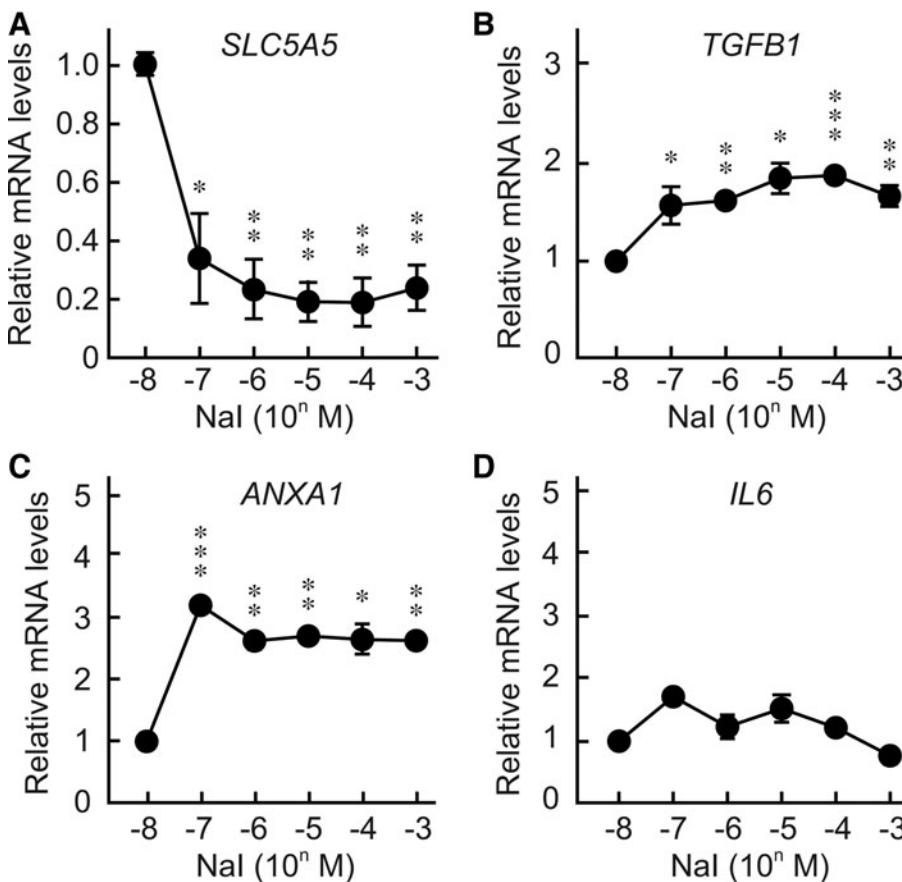 A
SLC5A5
Relative mRNA levels
1.0
0.8
0.6
0.4
0.2
0
*
**
**
**
**
-8 -7 -6 -5 -4 -3
NaI (10ⁿ M)
B
TGFB1
Relative mRNA levels
3
2
1
0
*
**
*
***
**
-8 -7 -6 -5 -4 -3
NaI (10ⁿ M)
C
ANXA1
Relative mRNA levels
5
4
3
2
1
0
***
**
**
*
**
-8 -7 -6 -5 -4 -3
NaI (10ⁿ M)
D
IL6
Relative mRNA levels
5
4
3
2
1
0
-8 -7 -6 -5 -4 -3
NaI (10ⁿ M)